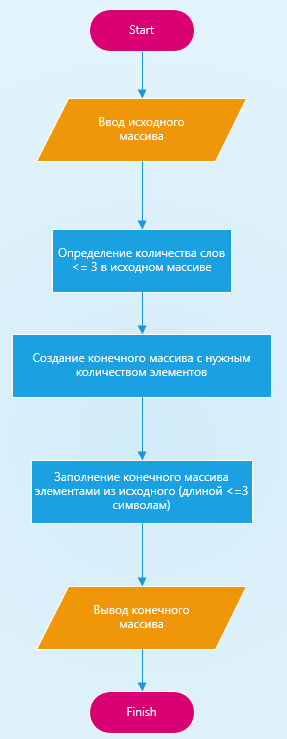 Start
Ввод исходного
массива
Определение количества слов
<= 3 в исходном массиве
Создание конечного массива с нужным
количеством элементов
Заполнение конечного массива
элементами из исходного (длиной <=3
символам)
Вывод конечного
массива
Finish